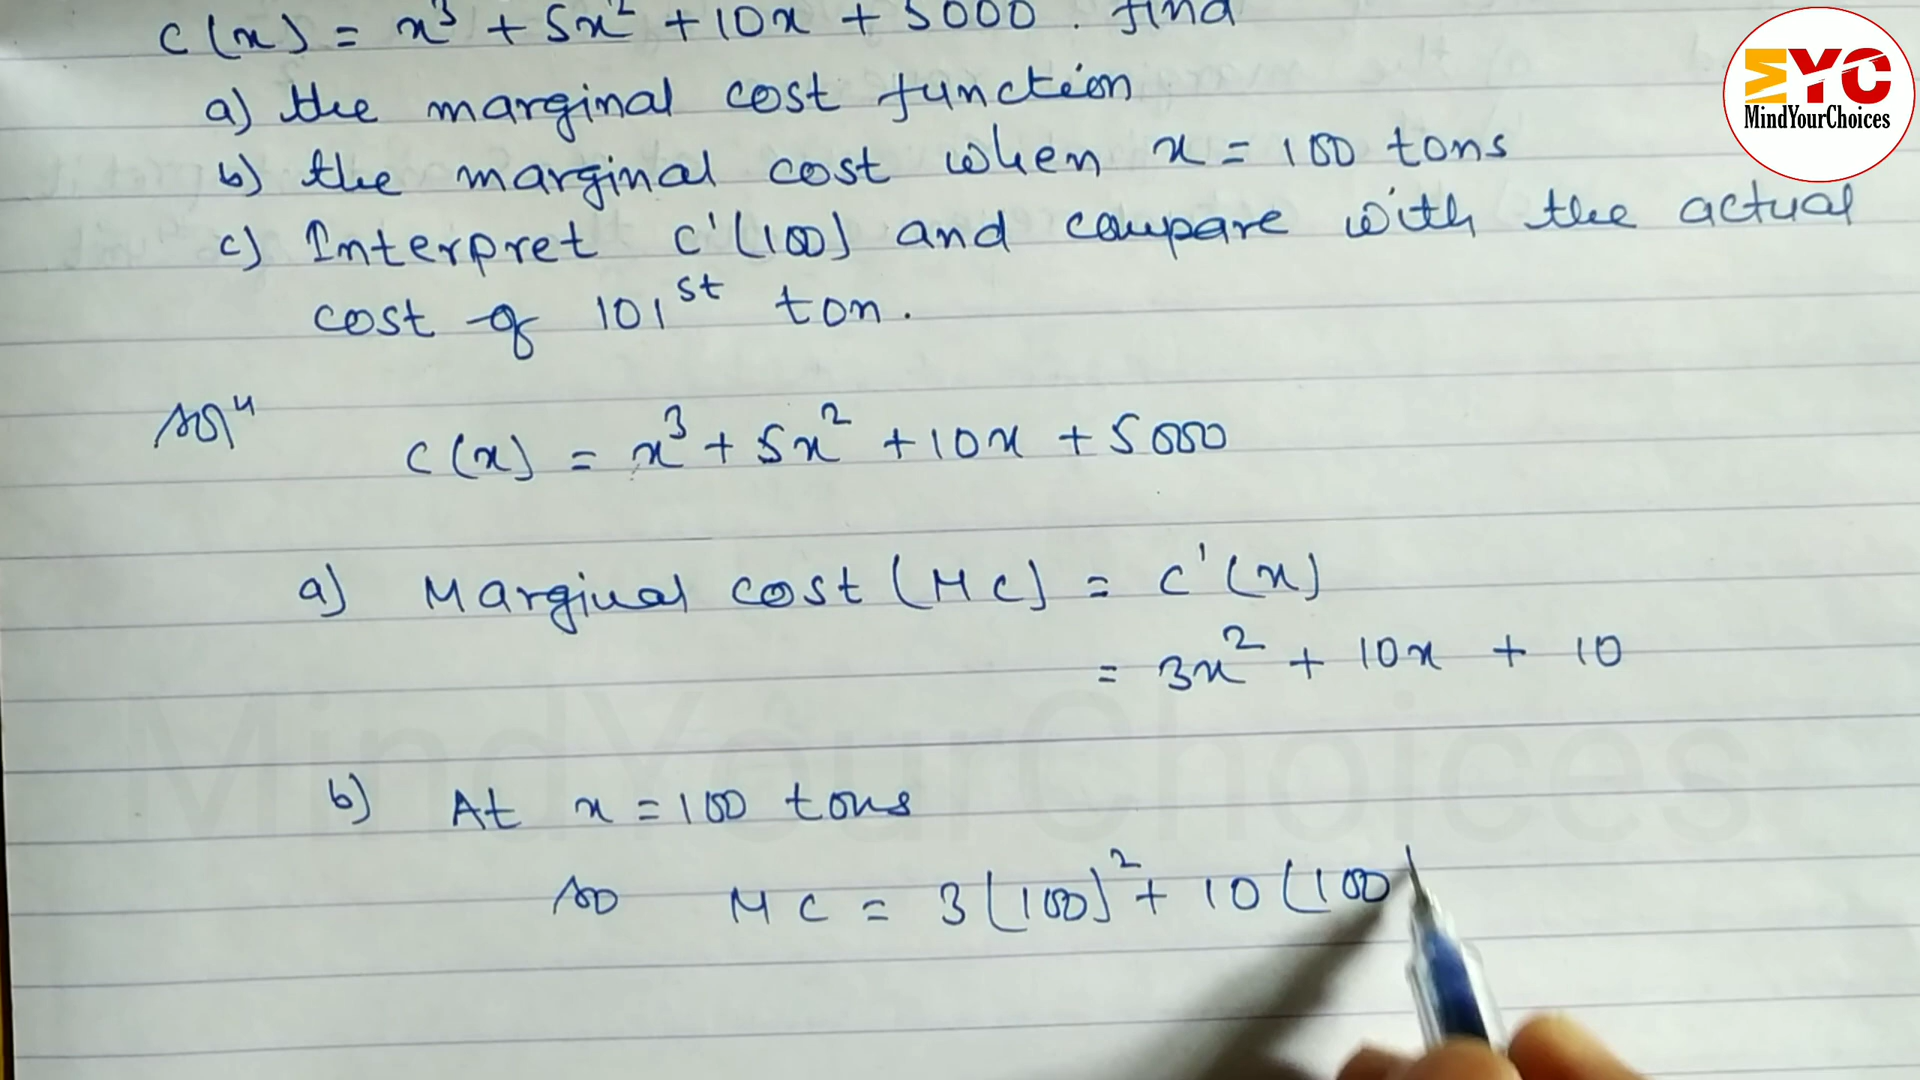 C(x) = x³ + 5x² + 10x + 5000. find
a) the marginal cost function
b) the marginal cost when x = 100 tons
c) Interpret C'(100) and compare with the actual
cost of 101st ton.
Solⁿ
C(x) = x³ + 5x² + 10x + 5000
a) Marginal cost (MC) = C'(x)
= 3x² + 10x + 10
b) At x = 100 tons
So MC = 3(100)² + 10(100)
MYC
MindYourChoices
MindYourChoices